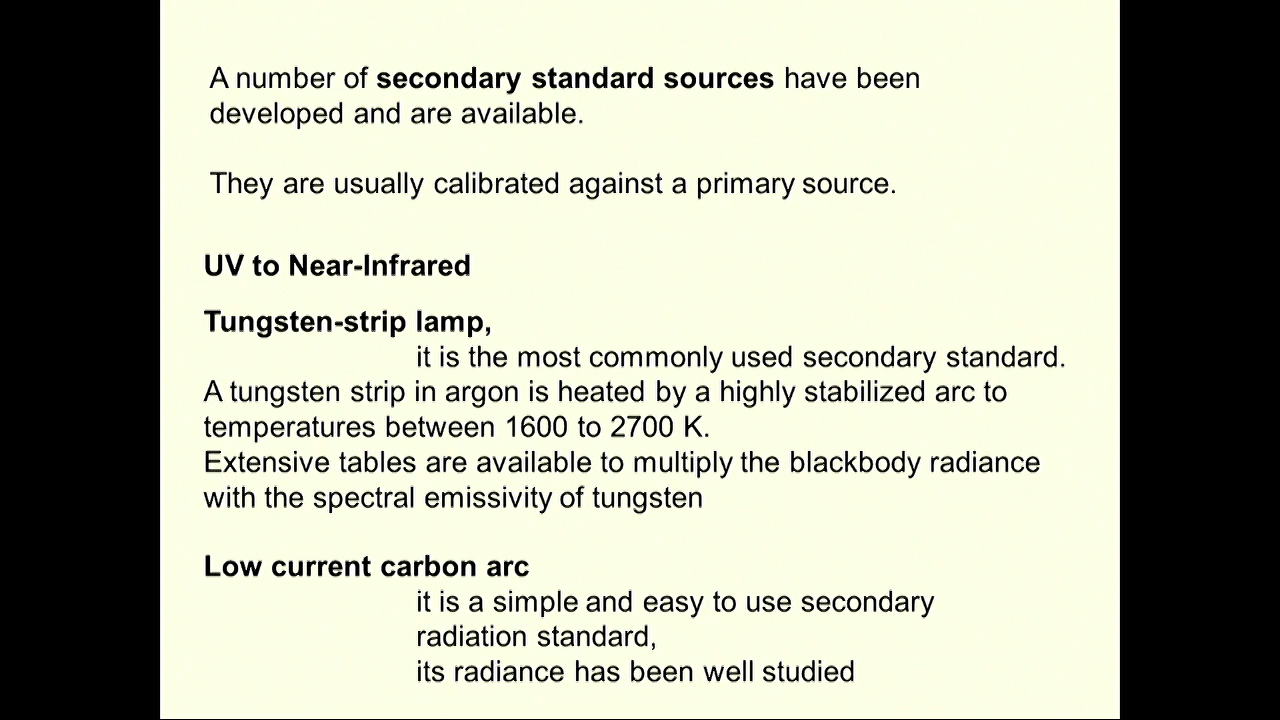 A number of secondary standard sources have been
developed and are available.
They are usually calibrated against a primary source.
UV to Near-Infrared
Tungsten-strip lamp,
it is the most commonly used secondary standard.
A tungsten strip in argon is heated by a highly stabilized arc to
temperatures between 1600 to 2700 K.
Extensive tables are available to multiply the blackbody radiance
with the spectral emissivity of tungsten
Low current carbon arc
it is a simple and easy to use secondary
radiation standard,
its radiance has been well studied